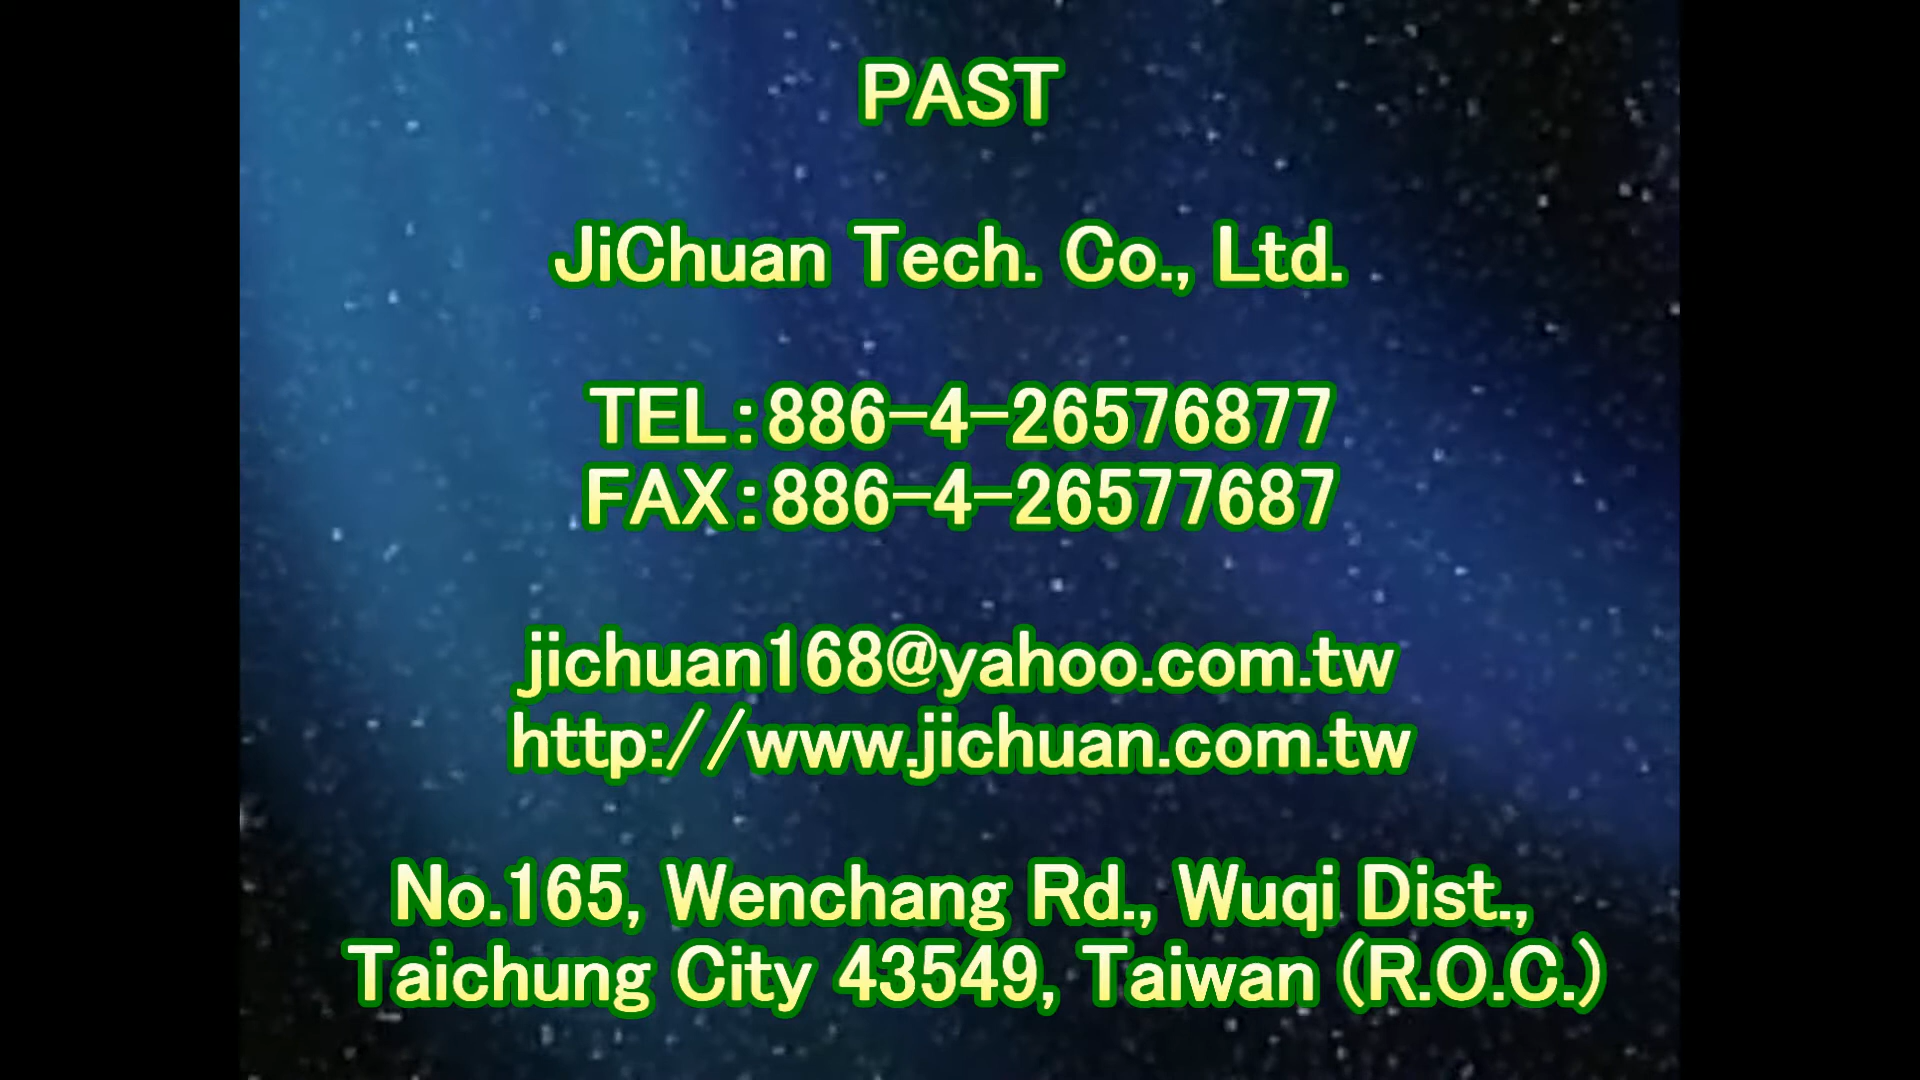 PAST
JiChuan Tech. Co., Ltd.
TEL:886-4-26576877
FAX:886-4-26577687
jichuan168@yahoo.com.tw
http://www.jichuan.com.tw
No.165, Wenchang Rd., Wuqi Dist.,
Taichung City 43549, Taiwan (R.O.C.)